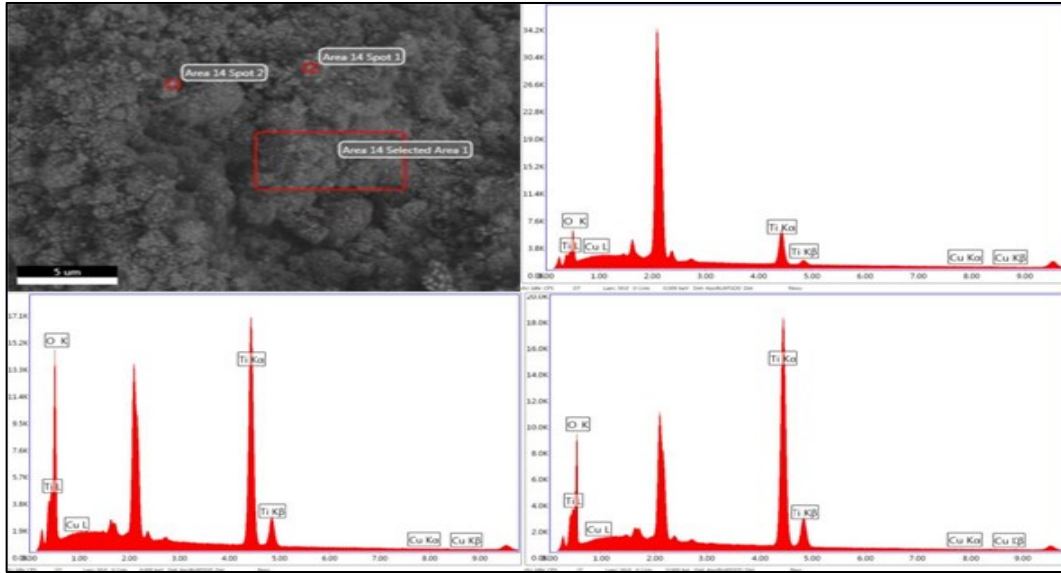 Area 14 Spot 1
Area 14 Spot 2
Area 14 Selected Area 1
5 um
34.2K
30.4K
26.6K
22.8K
19.0K
15.2K
11.4K
7.6K
3.8K
O K
Ti L
Cu L
Ti Kα
Ti Kβ
Cu Kα
Cu Kβ
1.00 2.00 3.00 4.00 5.00 6.00 7.00 8.00 9.00
17.1K
15.2K
13.3K
11.4K
9.5K
7.6K
5.7K
3.8K
1.9K
O K
Ti L
Cu L
Ti Kα
Ti Kβ
Cu Kα
Cu Kβ
1.00 2.00 3.00 4.00 5.00 6.00 7.00 8.00 9.00
20.0K
18.0K
16.0K
14.0K
12.0K
10.0K
8.0K
6.0K
4.0K
2.0K
O K
Ti L
Cu L
Ti Kα
Ti Kβ
Cu Kα
1.00 2.00 3.00 4.00 5.00 6.00 7.00 8.00 9.00